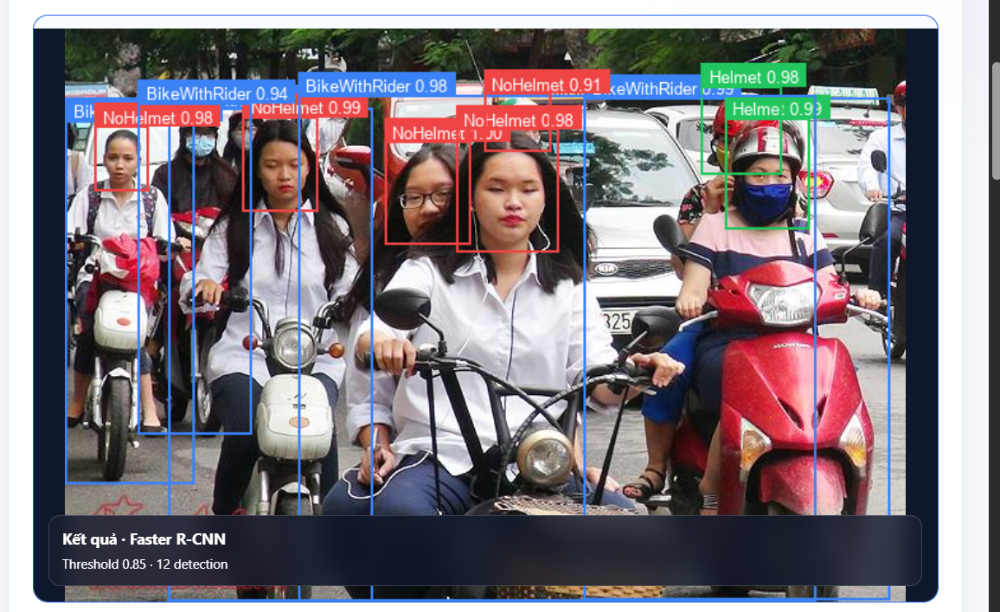 Helmet 0.98
NoHelmet 0.91
BikeWithRider 0.98
BikeWithRider 0.94
BikeWithRider 0.99
Helmet 0.99
NoHelmet 0.99
Bik
NoHelmet 0.98
NoHelmet 0.98
NoHelmet 1.00
325
HONDA
Kết quả · Faster R-CNN
Threshold 0.85 · 12 detection